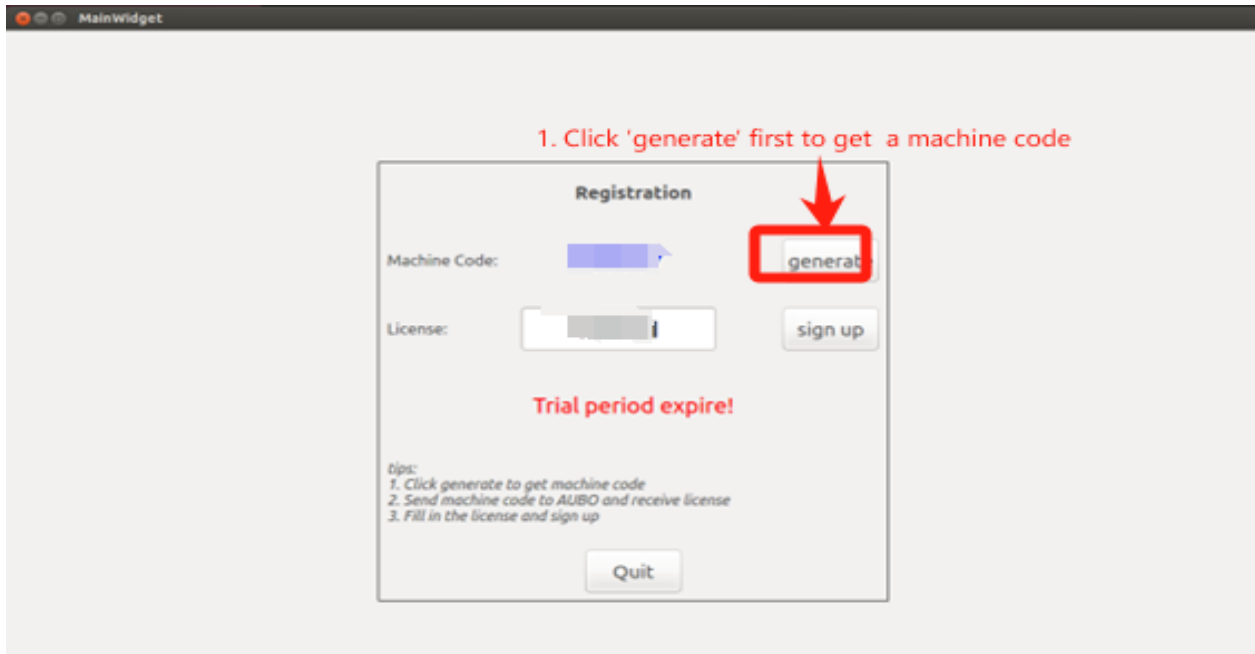 MainWidget
1. Click 'generate' first to get a machine code
Registration
Machine Code:
generate
License:
sign up
Trial period expire!
tips:
1. Click generate to get machine code
2. Send machine code to AUBO and receive license
3. Fill in the license and sign up
Quit